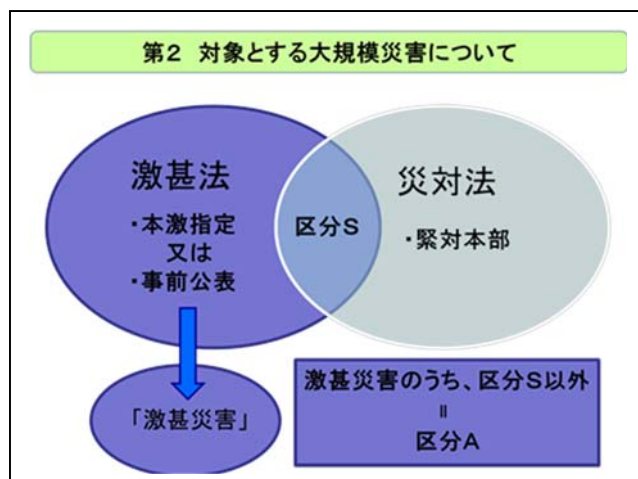 第2　対象とする大規模災害について
激甚法
・本激指定
又は
・事前公表
区分S
災対法
・緊対本部
「激甚災害」
激甚災害のうち、区分S以外
＝
区分A